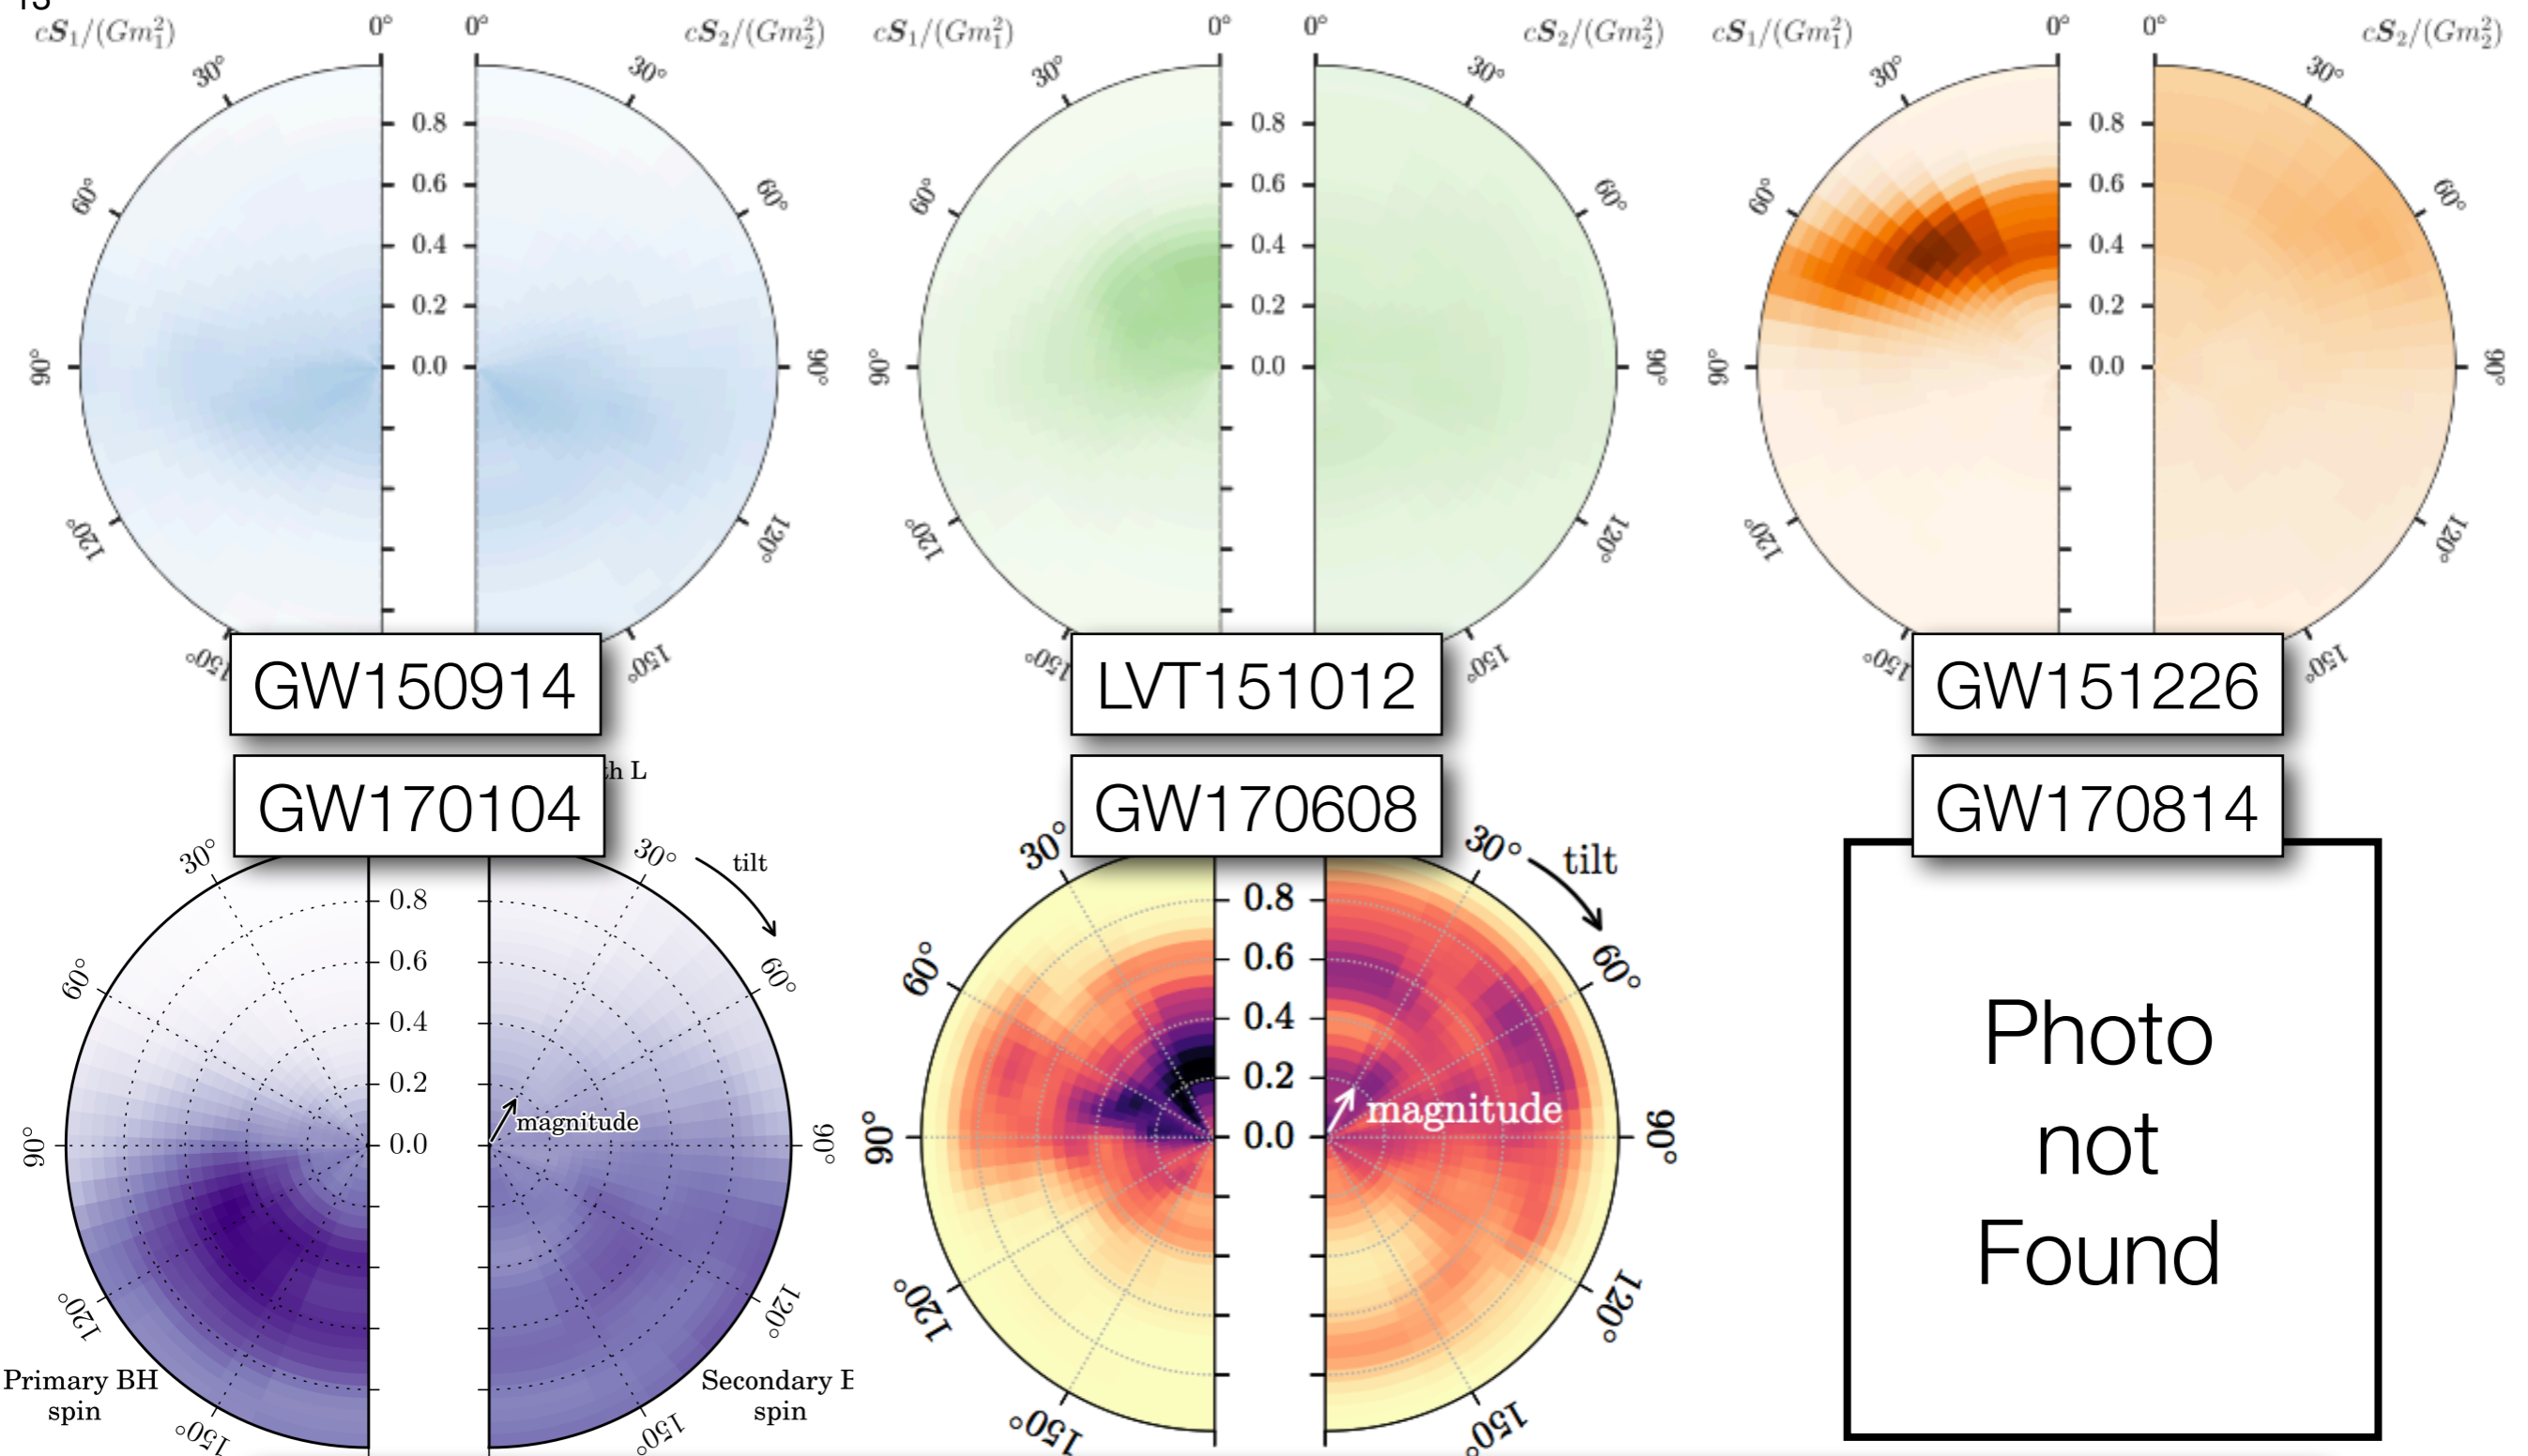 cS₁/(Gm₁²) 0° 0° cS₂/(Gm₂²) cS₁/(Gm₁²) 0° 0° cS₂/(Gm₂²) cS₁/(Gm₁²) 0° 0° cS₂/(Gm₂²)
30° 30° 30° 30° 30° 30°
0.8 0.8 0.8
60° 0.6 60° 60° 0.6 60° 60° 0.6 60°
0.4 0.4 0.4
0.2 0.2 0.2
90° 0.0 90° 90° 0.0 90° 90° 0.0 90°
120° 120° 120° 120° 120° 120°
150° 150° 150° 150° 150° 150°
GW150914 LVT151012 GW151226
th L
GW170104 GW170608 GW170814
30° 30° tilt 30° 30° tilt
0.8 0.8
60° 0.6 60° 60° 0.6 60°
0.4 0.4
0.2 0.2
magnitude magnitude
90° 0.0 90° 90° 0.0 90°
120° 120° 120° 120°
Primary BH
spin
Secondary
spin
150° 150° 150° 150°
Photo
not
Found